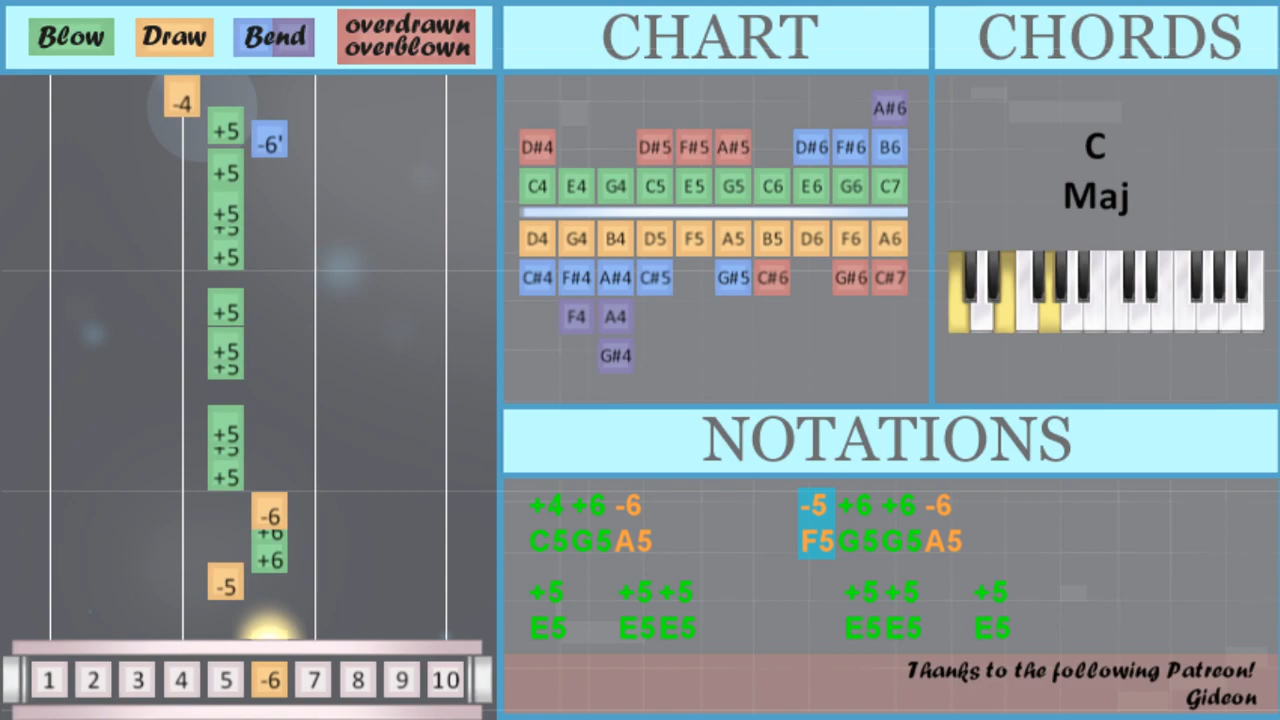 Blow Draw Bend overdrawn
overblown
CHART
CHORDS
-4
+5
-6'
+5
+5
+5
+5
+5
+5
+5
+5
+5
+5
-6
+6
+6
-5
1 2 3 4 5 -6 7 8 9 10
A#6
D#4 D#5 F#5 A#5 D#6 F#6 B6
C4 E4 G4 C5 E5 G5 C6 E6 G6 C7
D4 G4 B4 D5 F5 A5 B5 D6 F6 A6
C#4 F#4 A#4 C#5 G#5 C#6 G#6 C#7
F4 A4
G#4
C
Maj
NOTATIONS
+4 +6 -6 -5 +6 +6 -6
C5 G5 A5 F5 G5 G5 A5
+5 +5 +5 +5 +5 +5
E5 E5 E5 E5 E5 E5
Thanks to the following Patreon!
Gideon